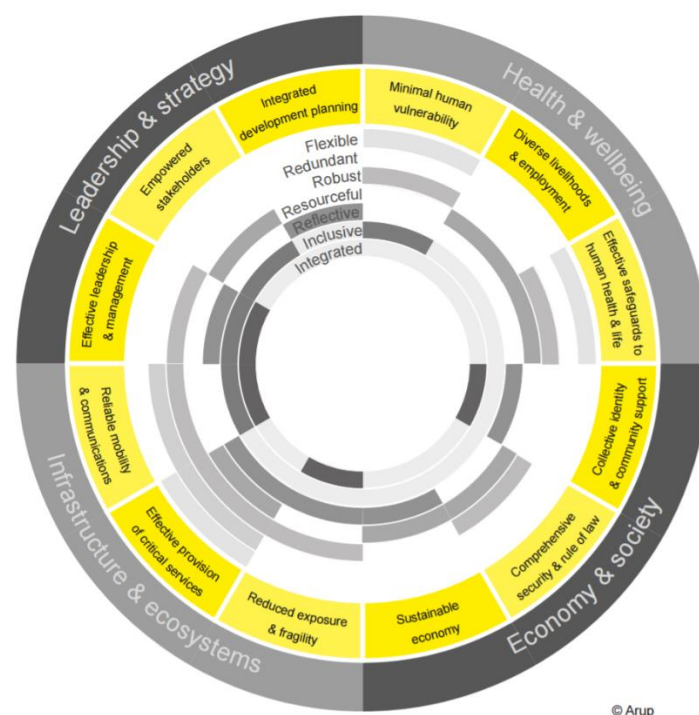 Leadership & strategy
Health & wellbeing
Economy & society
Infrastructure & ecosystems
Integrated
development planning
Minimal human
vulnerability
Diverse livelihoods
& employment
Effective safeguards to
human health & life
Collective identity
& community support
Comprehensive
security & rule of law
Sustainable
economy
Reduced exposure
& fragility
Effective provision
of critical services
Reliable mobility
& communications
Effective leadership
& management
Empowered
stakeholders
Flexible
Redundant
Robust
Resourceful
Reflective
Inclusive
Integrated
© Arup